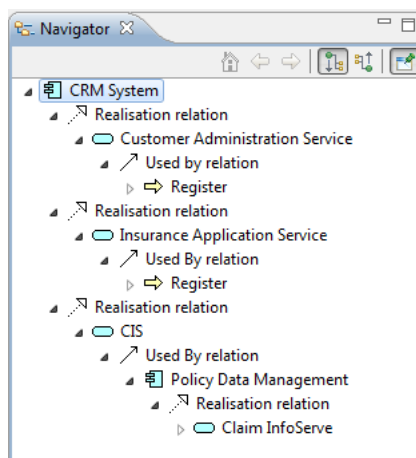 Navigator
CRM System
Realisation relation
Customer Administration Service
Used by relation
Register
Realisation relation
Insurance Application Service
Used By relation
Register
Realisation relation
CIS
Used By relation
Policy Data Management
Realisation relation
Claim InfoServe